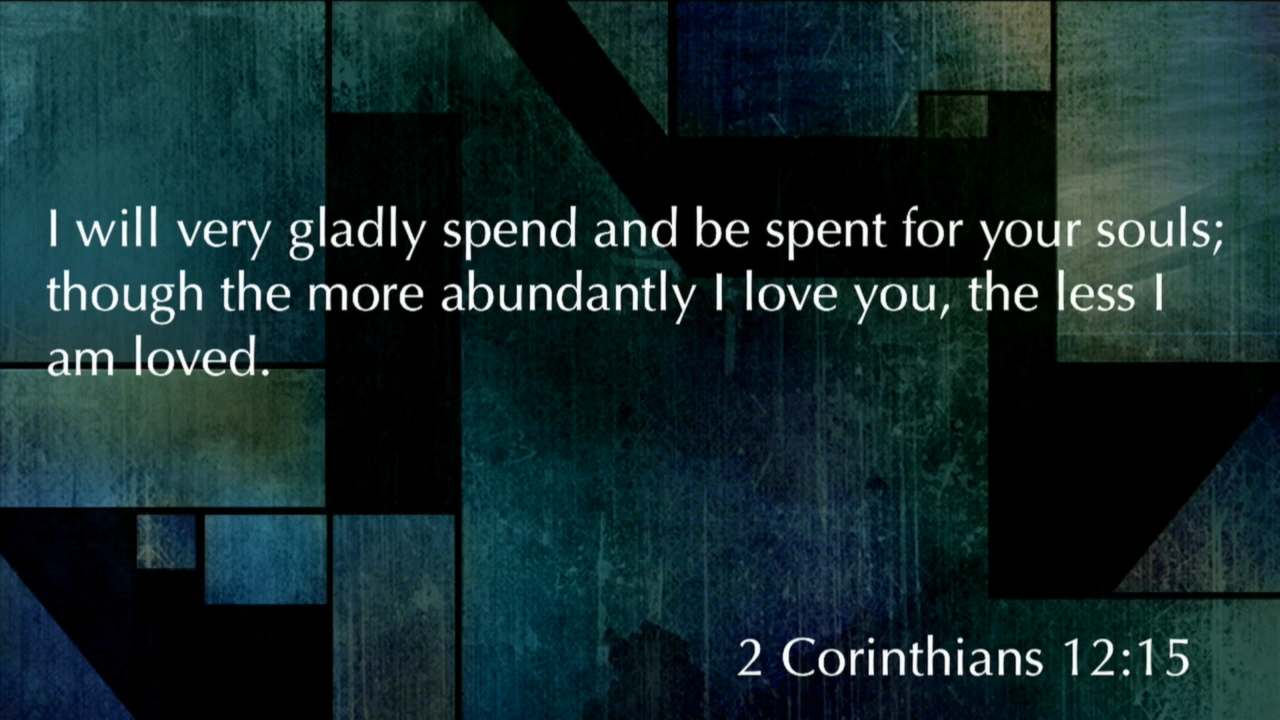 I will very gladly spend and be spent for your souls;
though the more abundantly I love you, the less I
am loved.
2 Corinthians 12:15